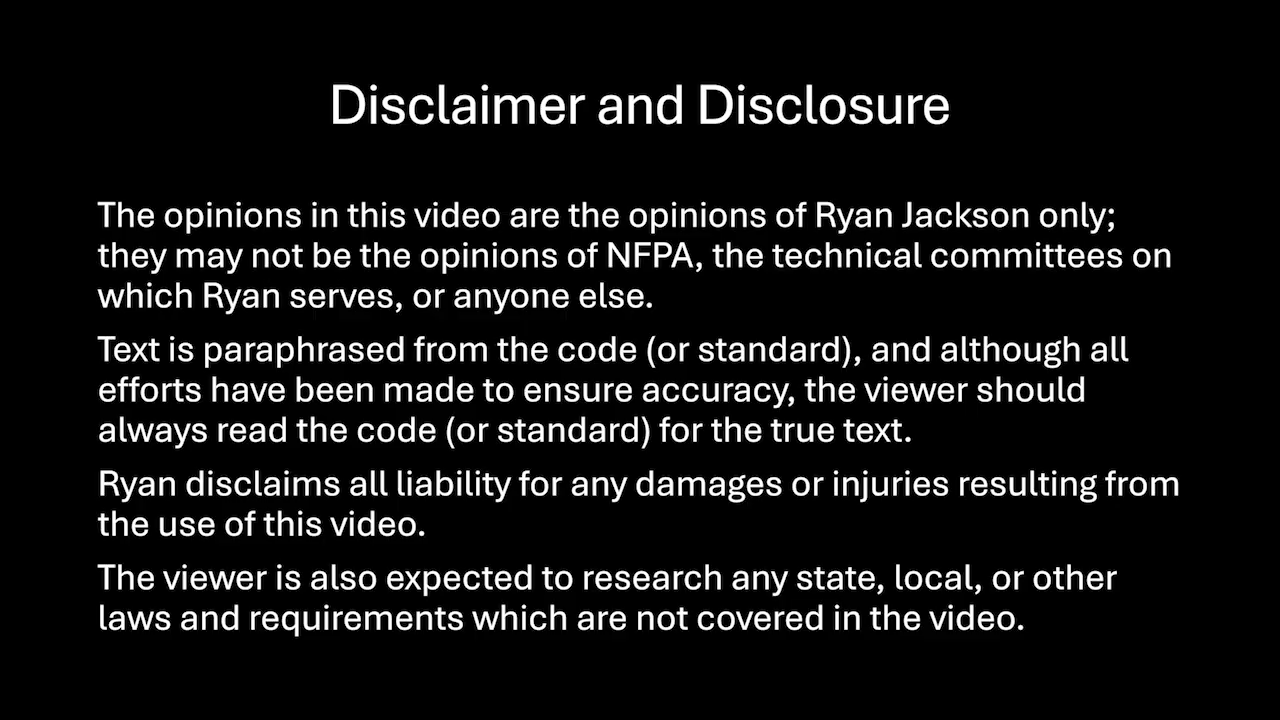 Disclaimer and Disclosure
The opinions in this video are the opinions of Ryan Jackson only;
they may not be the opinions of NFPA, the technical committees on
which Ryan serves, or anyone else.
Text is paraphrased from the code (or standard), and although all
efforts have been made to ensure accuracy, the viewer should
always read the code (or standard) for the true text.
Ryan disclaims all liability for any damages or injuries resulting from
the use of this video.
The viewer is also expected to research any state, local, or other
laws and requirements which are not covered in the video.